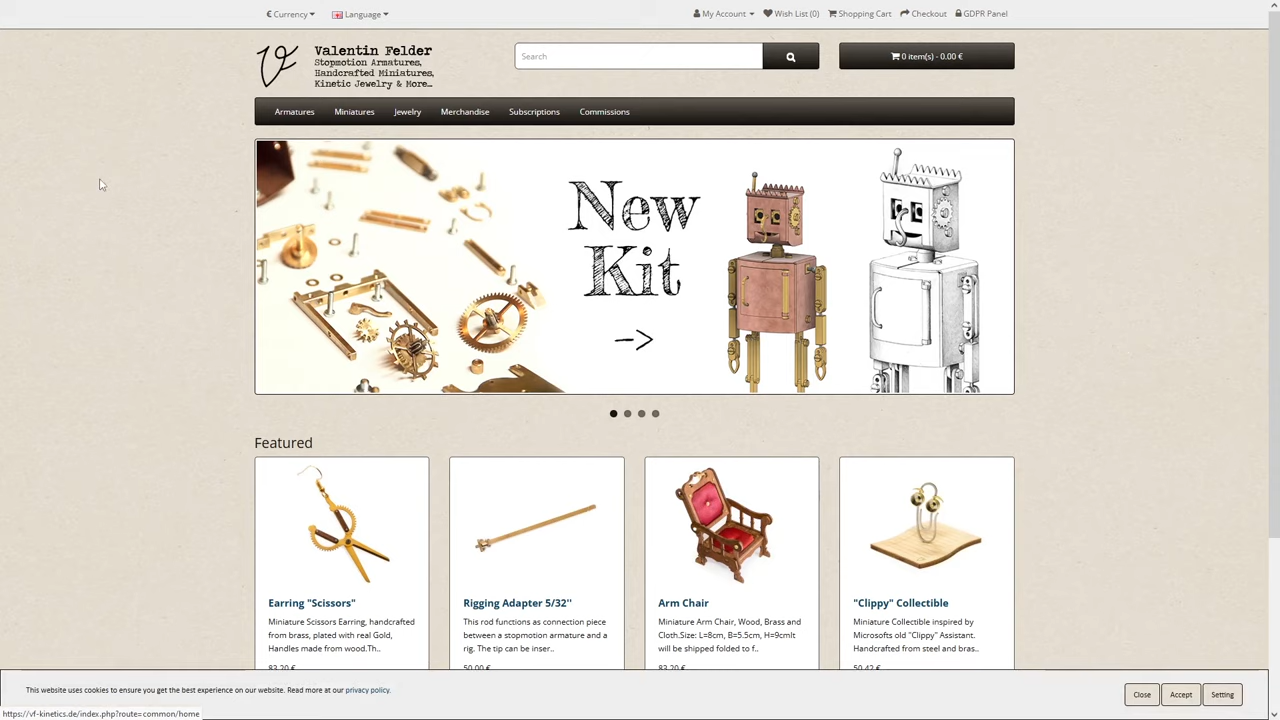 € Currency
Language
My Account
Wish List (0)
Shopping Cart
Checkout
GDPR Panel
Valentin Felder
Stopmotion Armatures,
Handcrafted Miniatures,
Kinetic Jewelry & More...
Search
0 item(s) - 0.00 €
Armatures
Miniatures
Jewelry
Merchandise
Subscriptions
Commissions
New
Kit
Featured
Earring "Scissors"
Miniature Scissors Earring, handcrafted
from brass, plated with real Gold,
Handles made from wood.Th..
83.20 €
Rigging Adapter 5/32''
This rod functions as connection piece
between a stopmotion armature and a
rig. The tip can be inser..
50.00 €
Arm Chair
Miniature Arm Chair, Wood, Brass and
Cloth.Size: L=8cm, B=5.5cm, H=9cmIt
will be shipped folded to f..
83.20 €
"Clippy" Collectible
Miniature Collectible inspired by
Microsofts old "Clippy" Assistant.
Handcrafted from steel and bras..
50.42 €
This website uses cookies to ensure you get the best experience on our website. Read more at our privacy policy.
Close
Accept
Setting
https://vf-kinetics.de/index.php?route=common/home